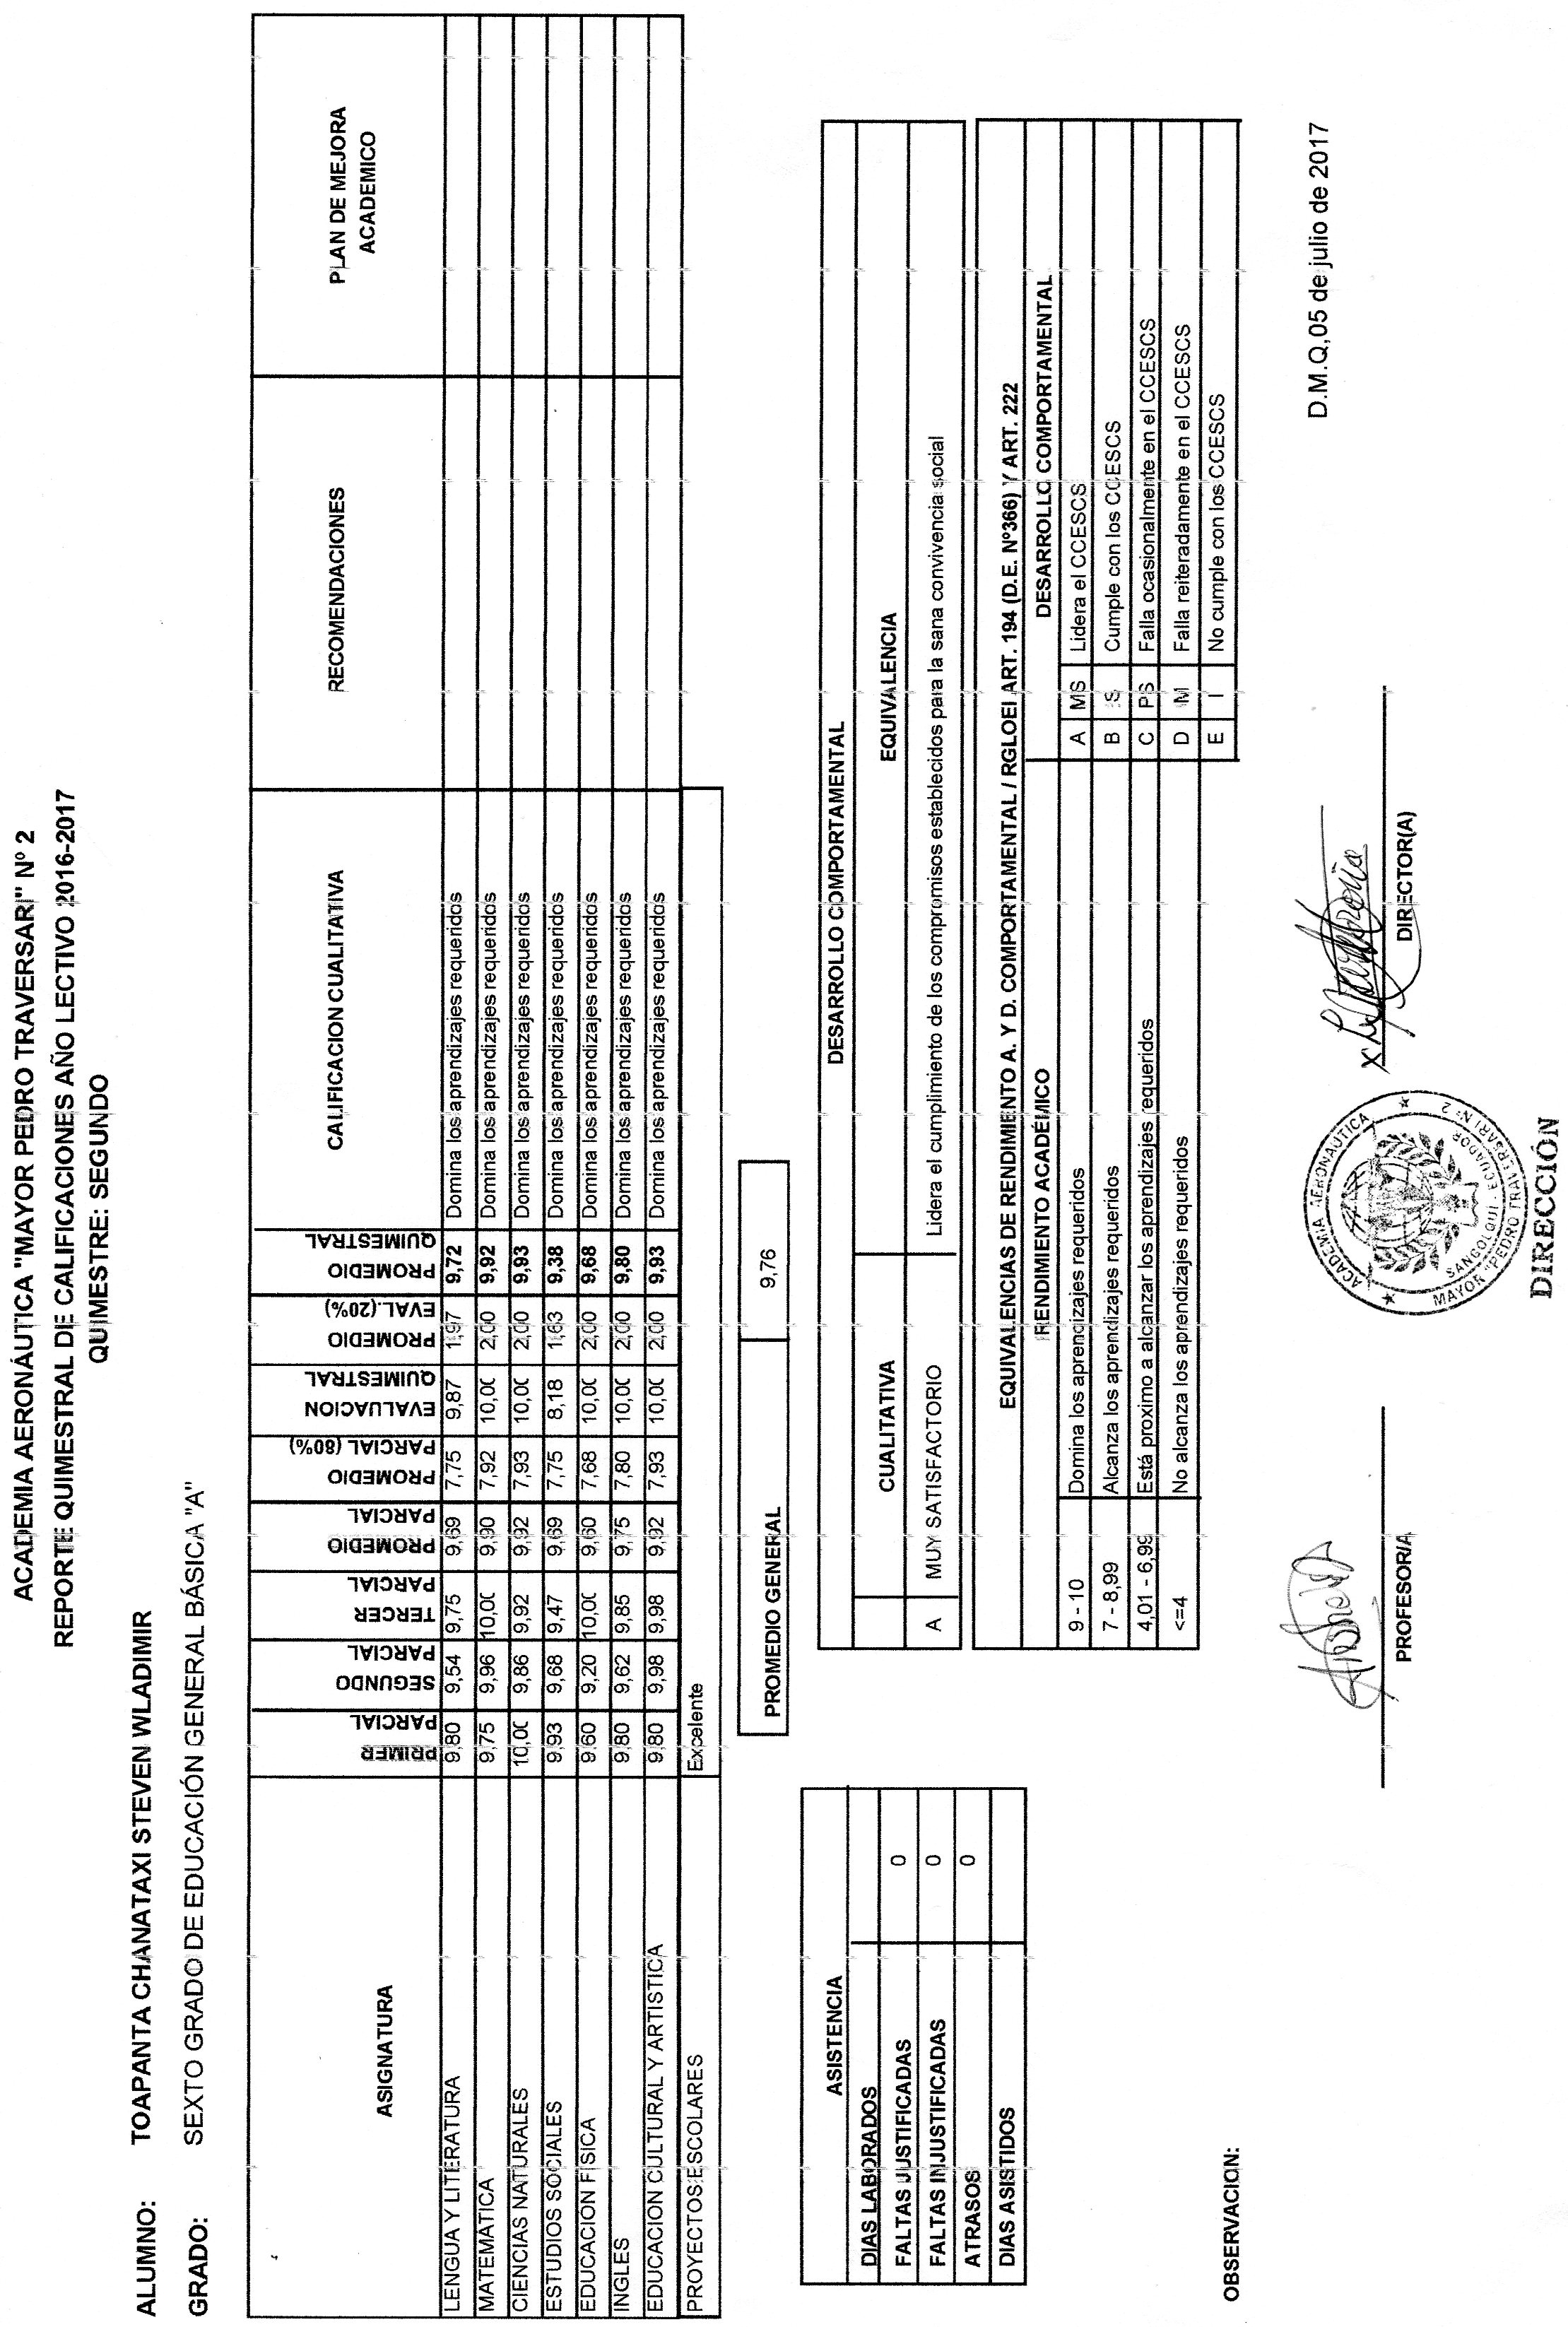 ACADEMIA AERONÁUTICA "MAYOR PEDRO TRAVERSARI" Nº 2
REPORTE QUIMESTRAL DE CALIFICACIONES AÑO LECTIVO 2016-2017
QUIMESTRE: SEGUNDO
ALUMNO: TOAPANTA CHANATAXI STEVEN WLADIMIR
GRADO: SEXTO GRADO DE EDUCACIÓN GENERAL BÁSICA "A"
ASIGNATURA PRIMER PARCIAL SEGUNDO PARCIAL TERCER PARCIAL PROMEDIO PARCIAL PROMEDIO PARCIAL (80%) EVALUACION QUIMESTRAL PROMEDIO EVAL.(20%) PROMEDIO QUIMESTRAL CALIFICACION CUALITATIVA RECOMENDACIONES PLAN DE MEJORA ACADEMICO
LENGUA Y LITERATURA 9,80 9,54 9,75 9,69 7,75 9,87 1,97 9,72 Domina los aprendizajes requeridos
MATEMATICA 9,75 9,96 10,00 9,90 7,92 10,00 2,00 9,92 Domina los aprendizajes requeridos
CIENCIAS NATURALES 10,00 9,86 9,92 9,92 7,93 10,00 2,00 9,93 Domina los aprendizajes requeridos
ESTUDIOS SOCIALES 9,93 9,68 9,47 9,69 7,75 8,18 1,63 9,38 Domina los aprendizajes requeridos
EDUCACIÓN FISICA 9,60 9,20 10,00 9,60 7,68 10,00 2,00 9,68 Domina los aprendizajes requeridos
INGLES 9,80 9,62 9,85 9,75 7,80 10,00 2,00 9,80 Domina los aprendizajes requeridos
EDUCACION CULTURAL Y ARTISTICA 9,80 9,98 9,98 9,92 7,93 10,00 2,00 9,93 Domina los aprendizajes requeridos
PROYECTOS ESCOLARES Excelente
PROMEDIO GENERAL 9,76
ASISTENCIA
DIAS LABORADOS
FALTAS JUSTIFICADAS 0
FALTAS INJUSTIFICADAS 0
ATRASOS 0
DIAS ASISTIDOS
DESARROLLO COMPORTAMENTAL
CUALITATIVA EQUIVALENCIA
A MUY SATISFACTORIO Lidera el cumplimiento de los compromisos establecidos para la sana convivencia social
EQUIVALENCIAS DE RENDIMIENTO A. Y D. COMPORTAMENTAL / RGLOEI ART. 194 (D.E. Nº366) Y ART. 222
RENDIMIENTO ACADÉMICO DESARROLLO COMPORTAMENTAL
9 - 10 Domina los aprendizajes requeridos A MS Lidera el CCESCS
7 - 8,99 Alcanza los aprendizajes requeridos B S Cumple con los CCESCS
4,01 - 6,99 Está proximo a alcanzar los aprendizajes requeridos C PS Falla ocasionalmente en el CCESCS
<=4 No alcanza los aprendizajes requeridos D M Falla reiteradamente en el CCESCS
E I No cumple con los CCESCS
OBSERVACION:
D.M.Q,05 de julio de 2017
PROFESOR/A
DIRECTOR(A)
ACADEMIA AERONAUTICA
MAYOR "PEDRO TRAVERSARI Nº 2
SANGOLQUI - ECUADOR
DIRECCIÓN